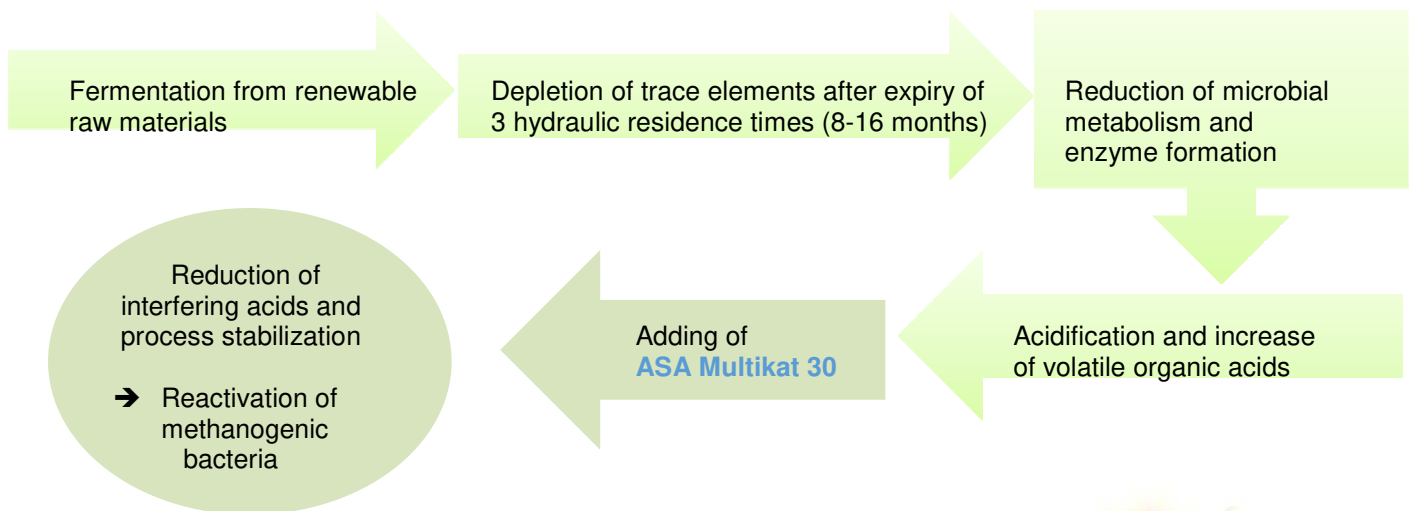 Fermentation from renewable
raw materials
Depletion of trace elements after expiry of
3 hydraulic residence times (8-16 months)
Reduction of microbial
metabolism and
enzyme formation
Acidification and increase
of volatile organic acids
Adding of
ASA Multikat 30
Reduction of
interfering acids and
process stabilization
➔ Reactivation of
methanogenic
bacteria